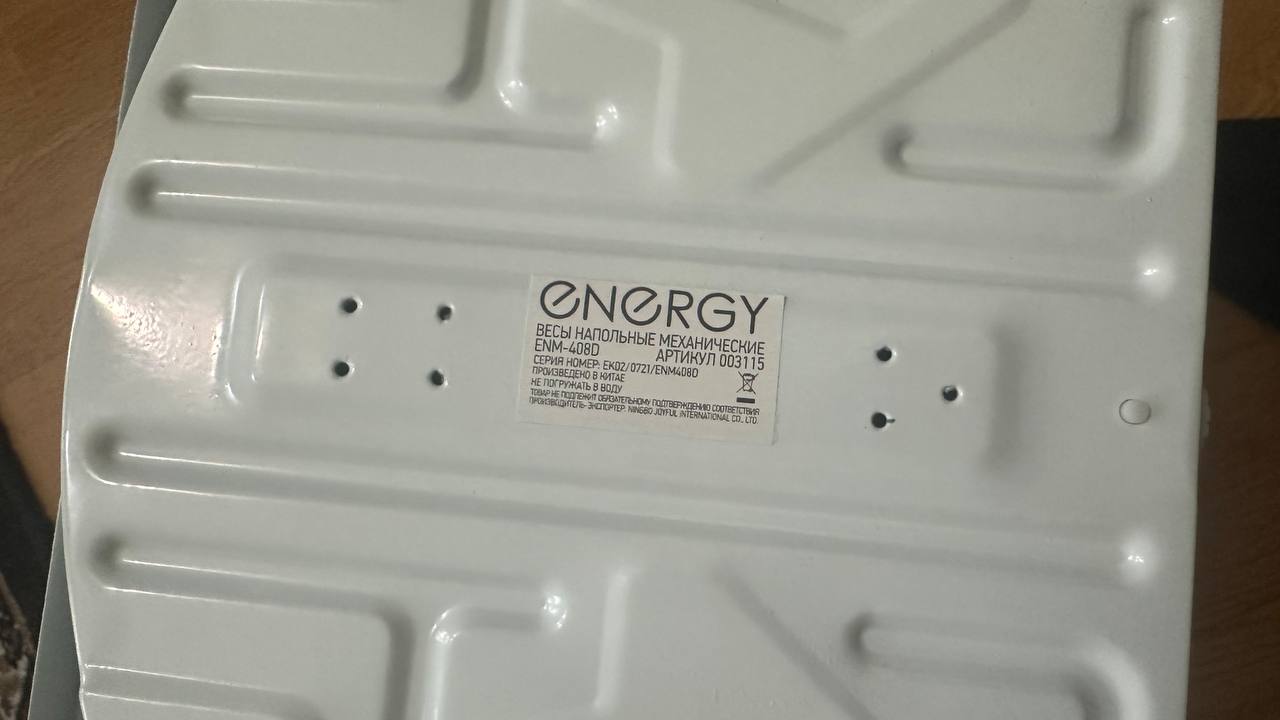 eNeRGY
ВЕСЫ НАПОЛЬНЫЕ МЕХАНИЧЕСКИЕ
ENM-408D АРТИКУЛ 003115
СЕРИЯ НОМЕР: EK02/0721/ENM408D
ПРОИЗВЕДЕНО В КИТАЕ
НЕ ПОГРУЖАТЬ В ВОДУ
ТОВАР НЕ ПОДЛЕЖИТ ОБЯЗАТЕЛЬНОМУ ПОДТВЕРЖДЕНИЮ СООТВЕТСТВИЯ
ПРОИЗВОДИТЕЛЬ- ЭКСПОРТЕР: NINGBO JOYFUL INTERNATIONAL CO., LTD.